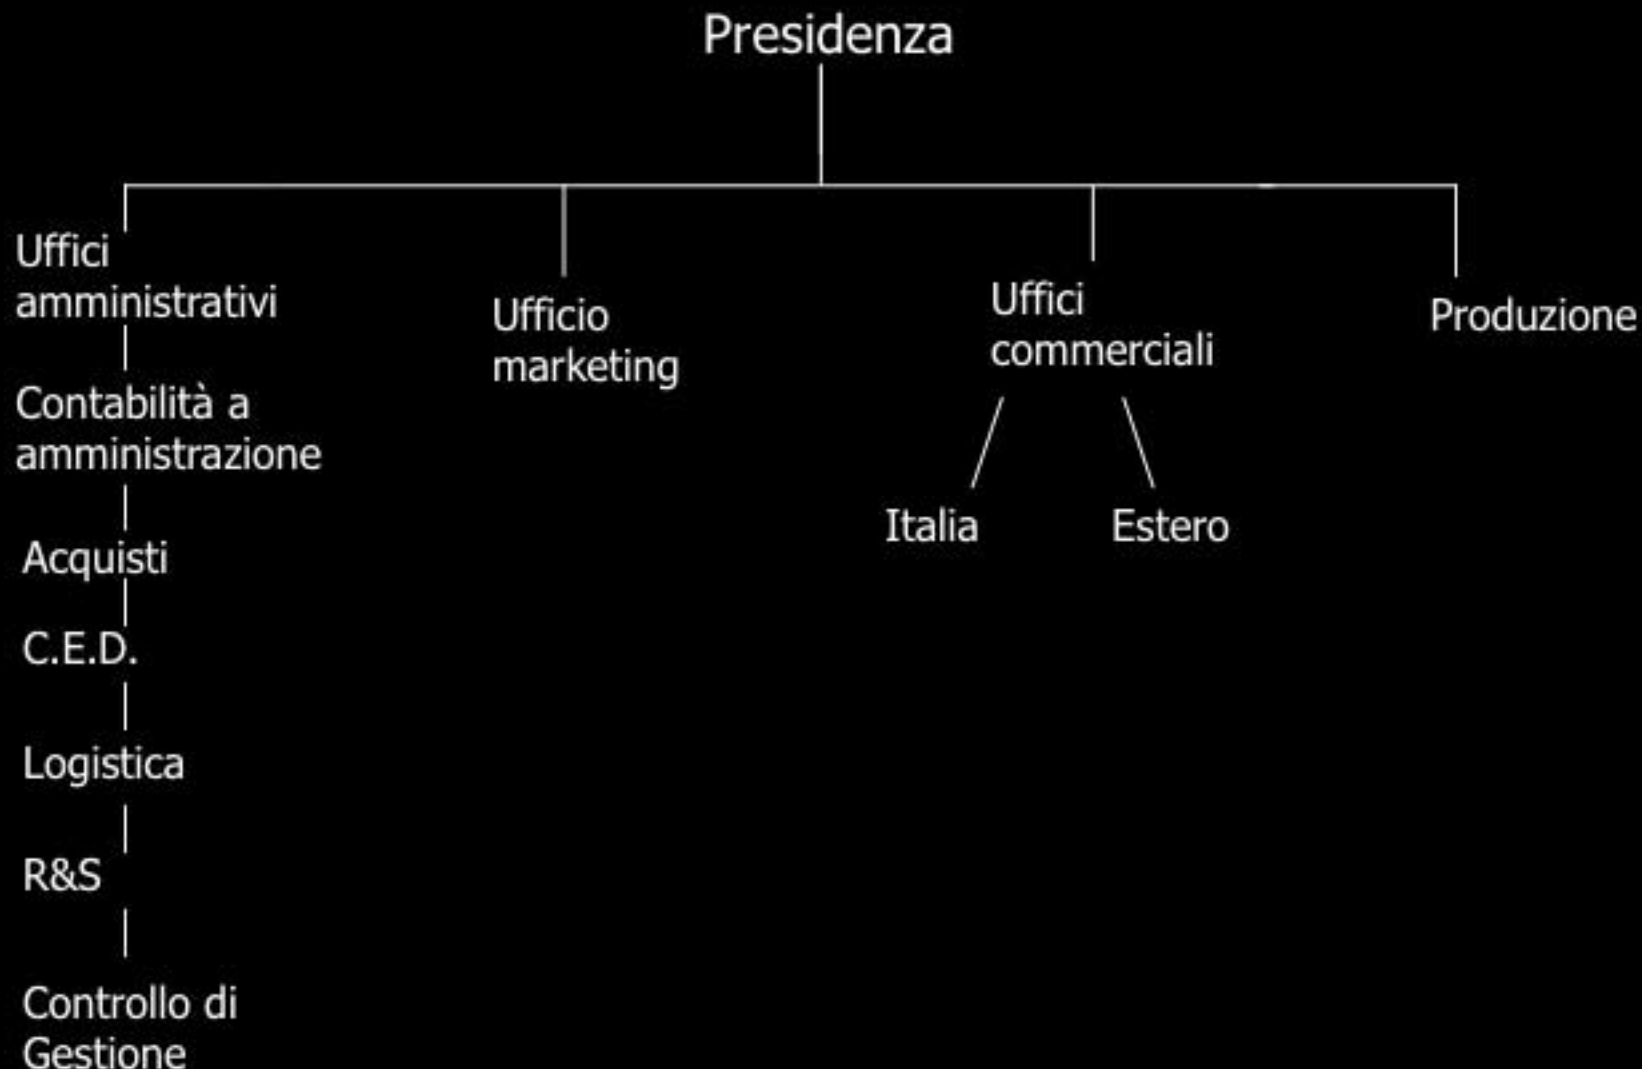 Presidenza
Uffici
amministrativi
Ufficio
marketing
Uffici
commerciali
Produzione
Contabilità a
amministrazione
Italia
Estero
Acquisti
C.E.D.
Logistica
R&S
Controllo di
Gestione